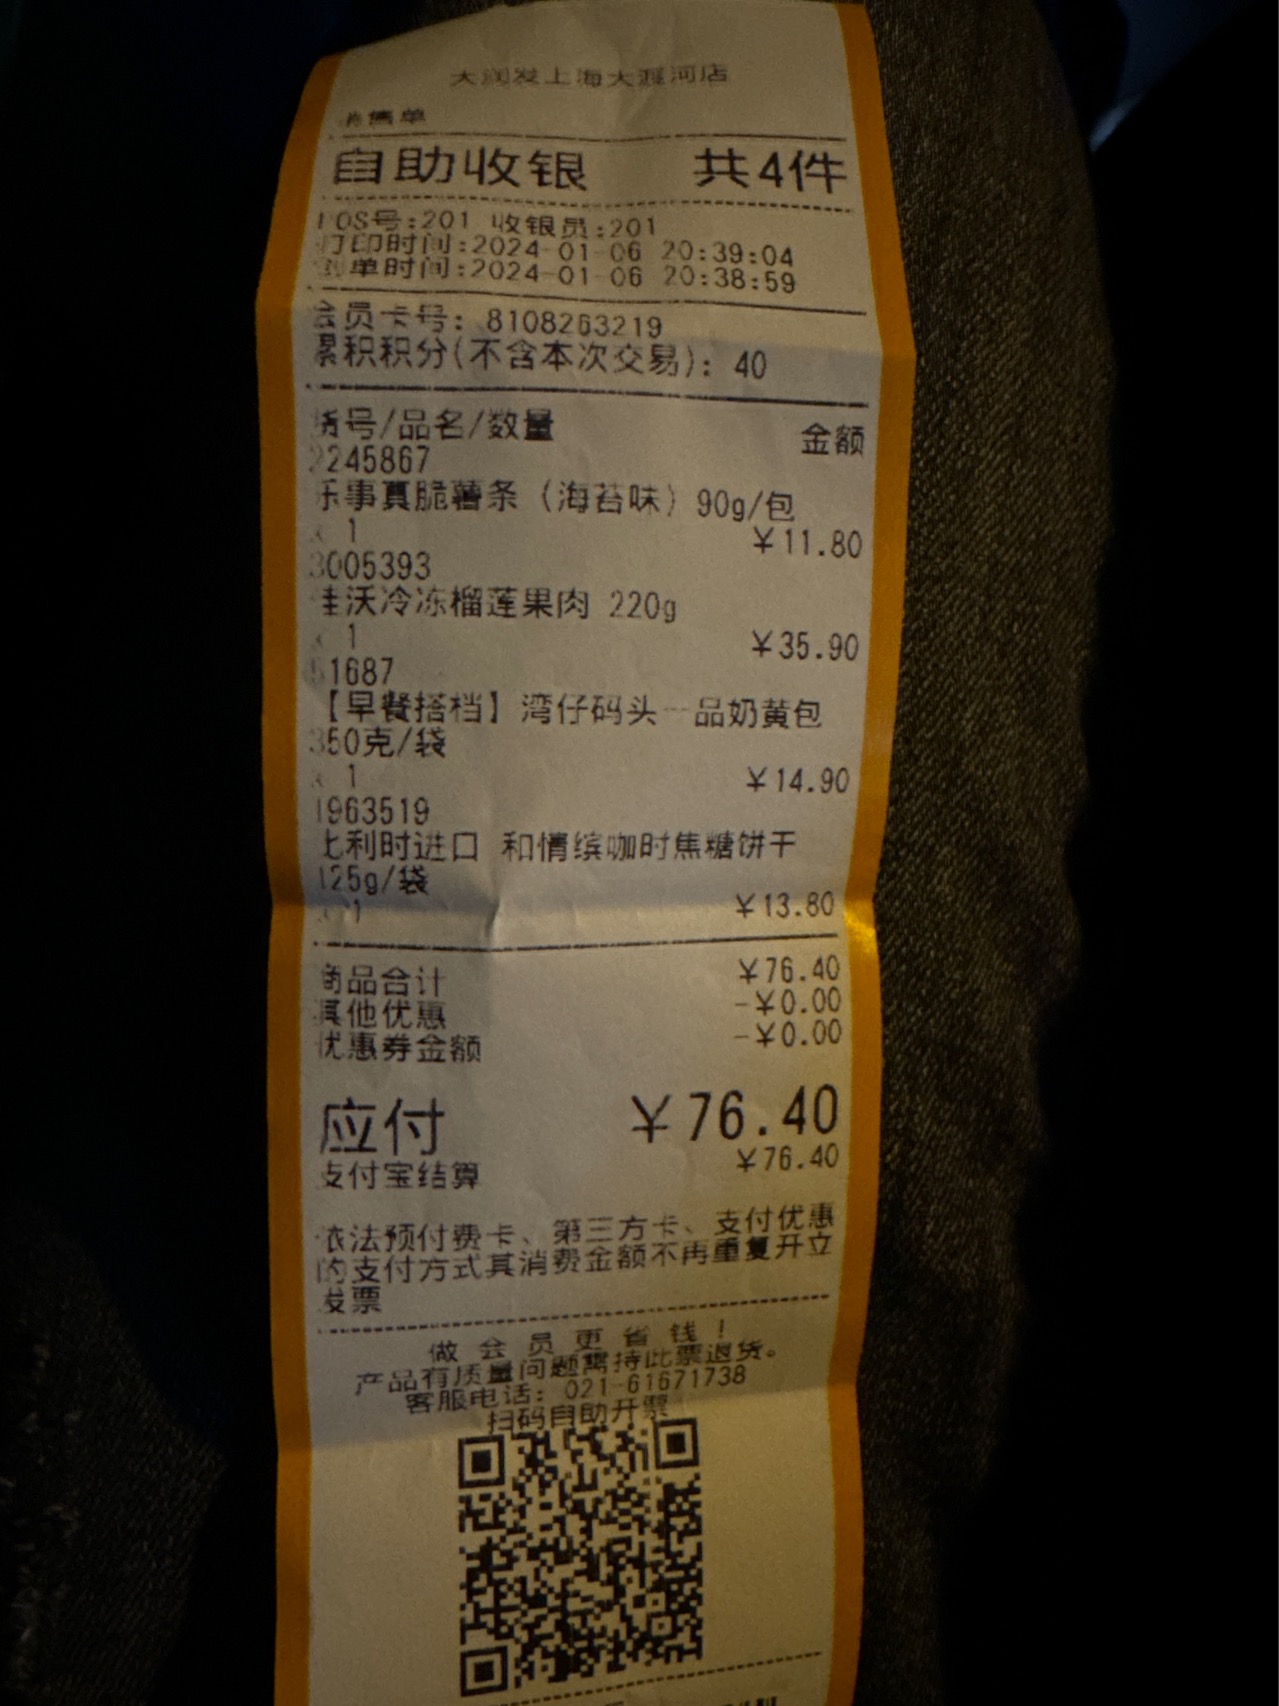 大润发上海大渡河店
销售单
自助收银 共4件
POS号:201 收银员:201
打印时间:2024-01-06 20:39:04
制单时间:2024-01-06 20:38:59
会员卡号: 8108263219
累积积分(不含本次交易): 40
货号/品名/数量 金额
2245867
乐事真脆薯条（海苔味）90g/包
x 1 ¥11.80
3005393
佳沃冷冻榴莲果肉 220g
x 1 ¥35.90
51687
【早餐搭档】湾仔码头一品奶黄包
350克/袋
x 1 ¥14.90
1963519
比利时进口 和情缤咖时焦糖饼干
125g/袋
x 1 ¥13.80
商品合计 ¥76.40
其他优惠 -¥0.00
优惠券金额 -¥0.00
应付 ¥76.40
支付宝结算 ¥76.40
依法预付费卡、第三方卡、支付优惠
的支付方式其消费金额不再重复开立
发票
做会员更省钱！
产品有质量问题需持此票退货。
客服电话: 021-61671738
扫码自助开票